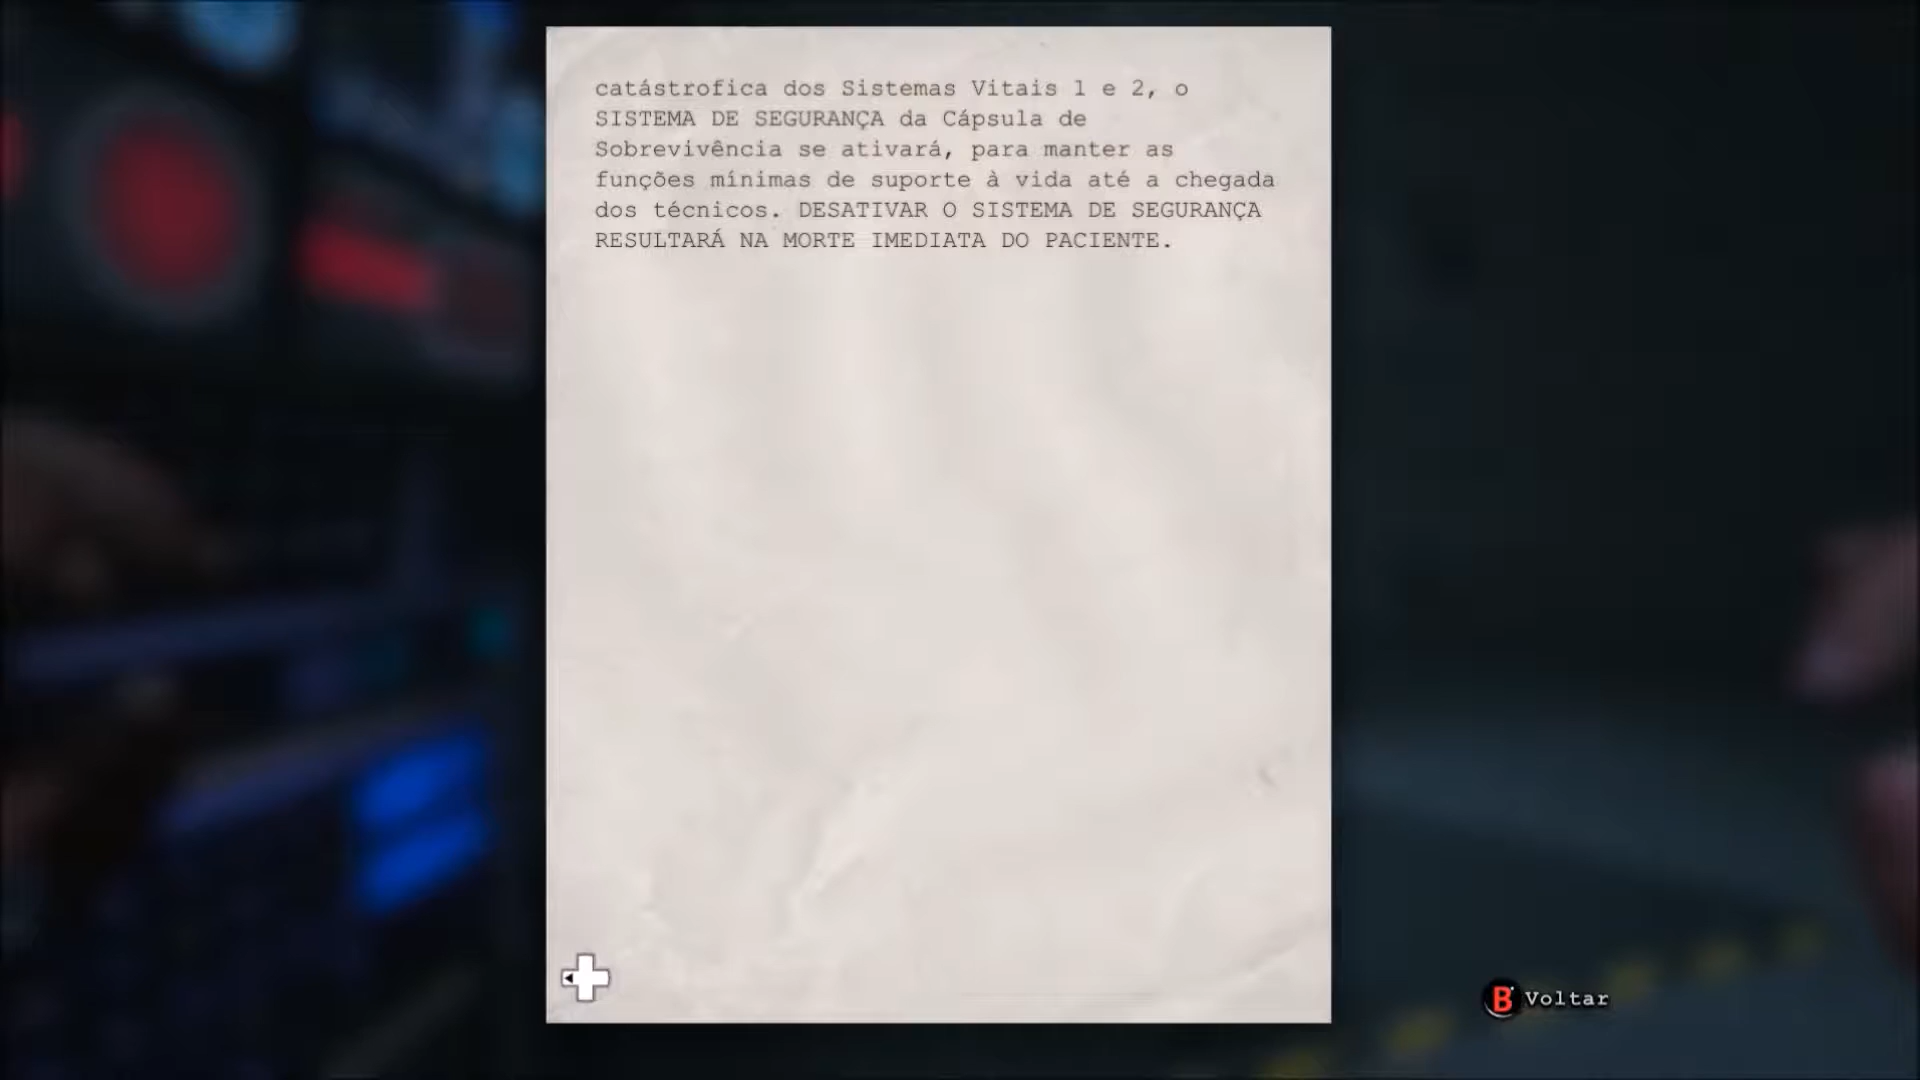 catástrofica dos Sistemas Vitais 1 e 2, o
SISTEMA DE SEGURANÇA da Cápsula de
Sobrevivência se ativará, para manter as
funções mínimas de suporte à vida até a chegada
dos técnicos. DESATIVAR O SISTEMA DE SEGURANÇA
RESULTARÁ NA MORTE IMEDIATA DO PACIENTE.
B Voltar